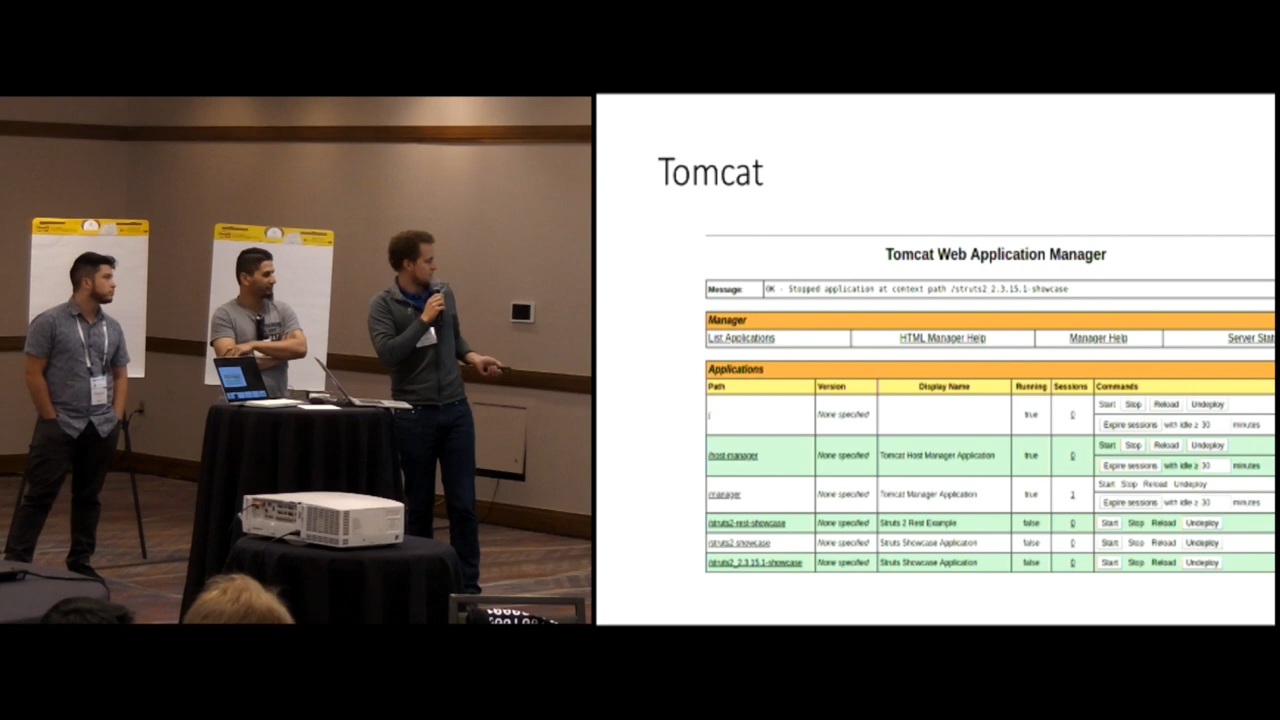 Tomcat
Tomcat Web Application Manager
Message: OK - Stopped application at context path /struts2_2.3.15.1-showcase
Manager
List Applications HTML Manager Help Manager Help Server Stat
Applications
Path Version Display Name Running Sessions Commands
/ None specified true 0 Start Stop Reload Undeploy
Expire sessions with idle ≥ 30 minutes
/host-manager None specified Tomcat Host Manager Application true 0 Start Stop Reload Undeploy
Expire sessions with idle ≥ 30 minutes
/manager None specified Tomcat Manager Application true 1 Start Stop Reload Undeploy
Expire sessions with idle ≥ 30 minutes
/struts2-rest-showcase None specified Struts 2 Rest Example false 0 Start Stop Reload Undeploy
/struts2_showcase None specified Struts Showcase Application false 0 Start Stop Reload Undeploy
/struts2_2.3.15.1-showcase None specified Struts Showcase Application false 0 Start Stop Reload Undeploy